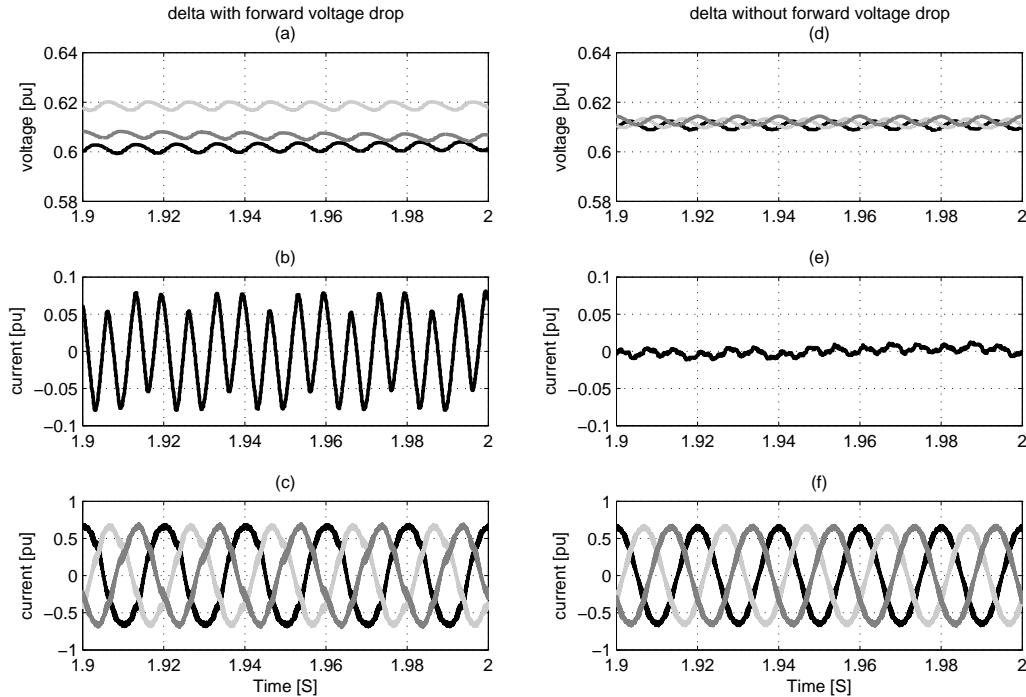 delta with forward voltage drop
(a)
0.64
0.62
0.6
0.58
voltage [pu]
1.9 1.92 1.94 1.96 1.98 2
(b)
0.1
0.05
0
−0.05
−0.1
current [pu]
1.9 1.92 1.94 1.96 1.98 2
(c)
1
0.5
0
−0.5
−1
current [pu]
1.9 1.92 1.94 1.96 1.98 2
Time [S]
delta without forward voltage drop
(d)
0.64
0.62
0.6
0.58
voltage [pu]
1.9 1.92 1.94 1.96 1.98 2
(e)
0.1
0.05
0
−0.05
−0.1
current [pu]
1.9 1.92 1.94 1.96 1.98 2
(f)
1
0.5
0
−0.5
−1
current [pu]
1.9 1.92 1.94 1.96 1.98 2
Time [S]